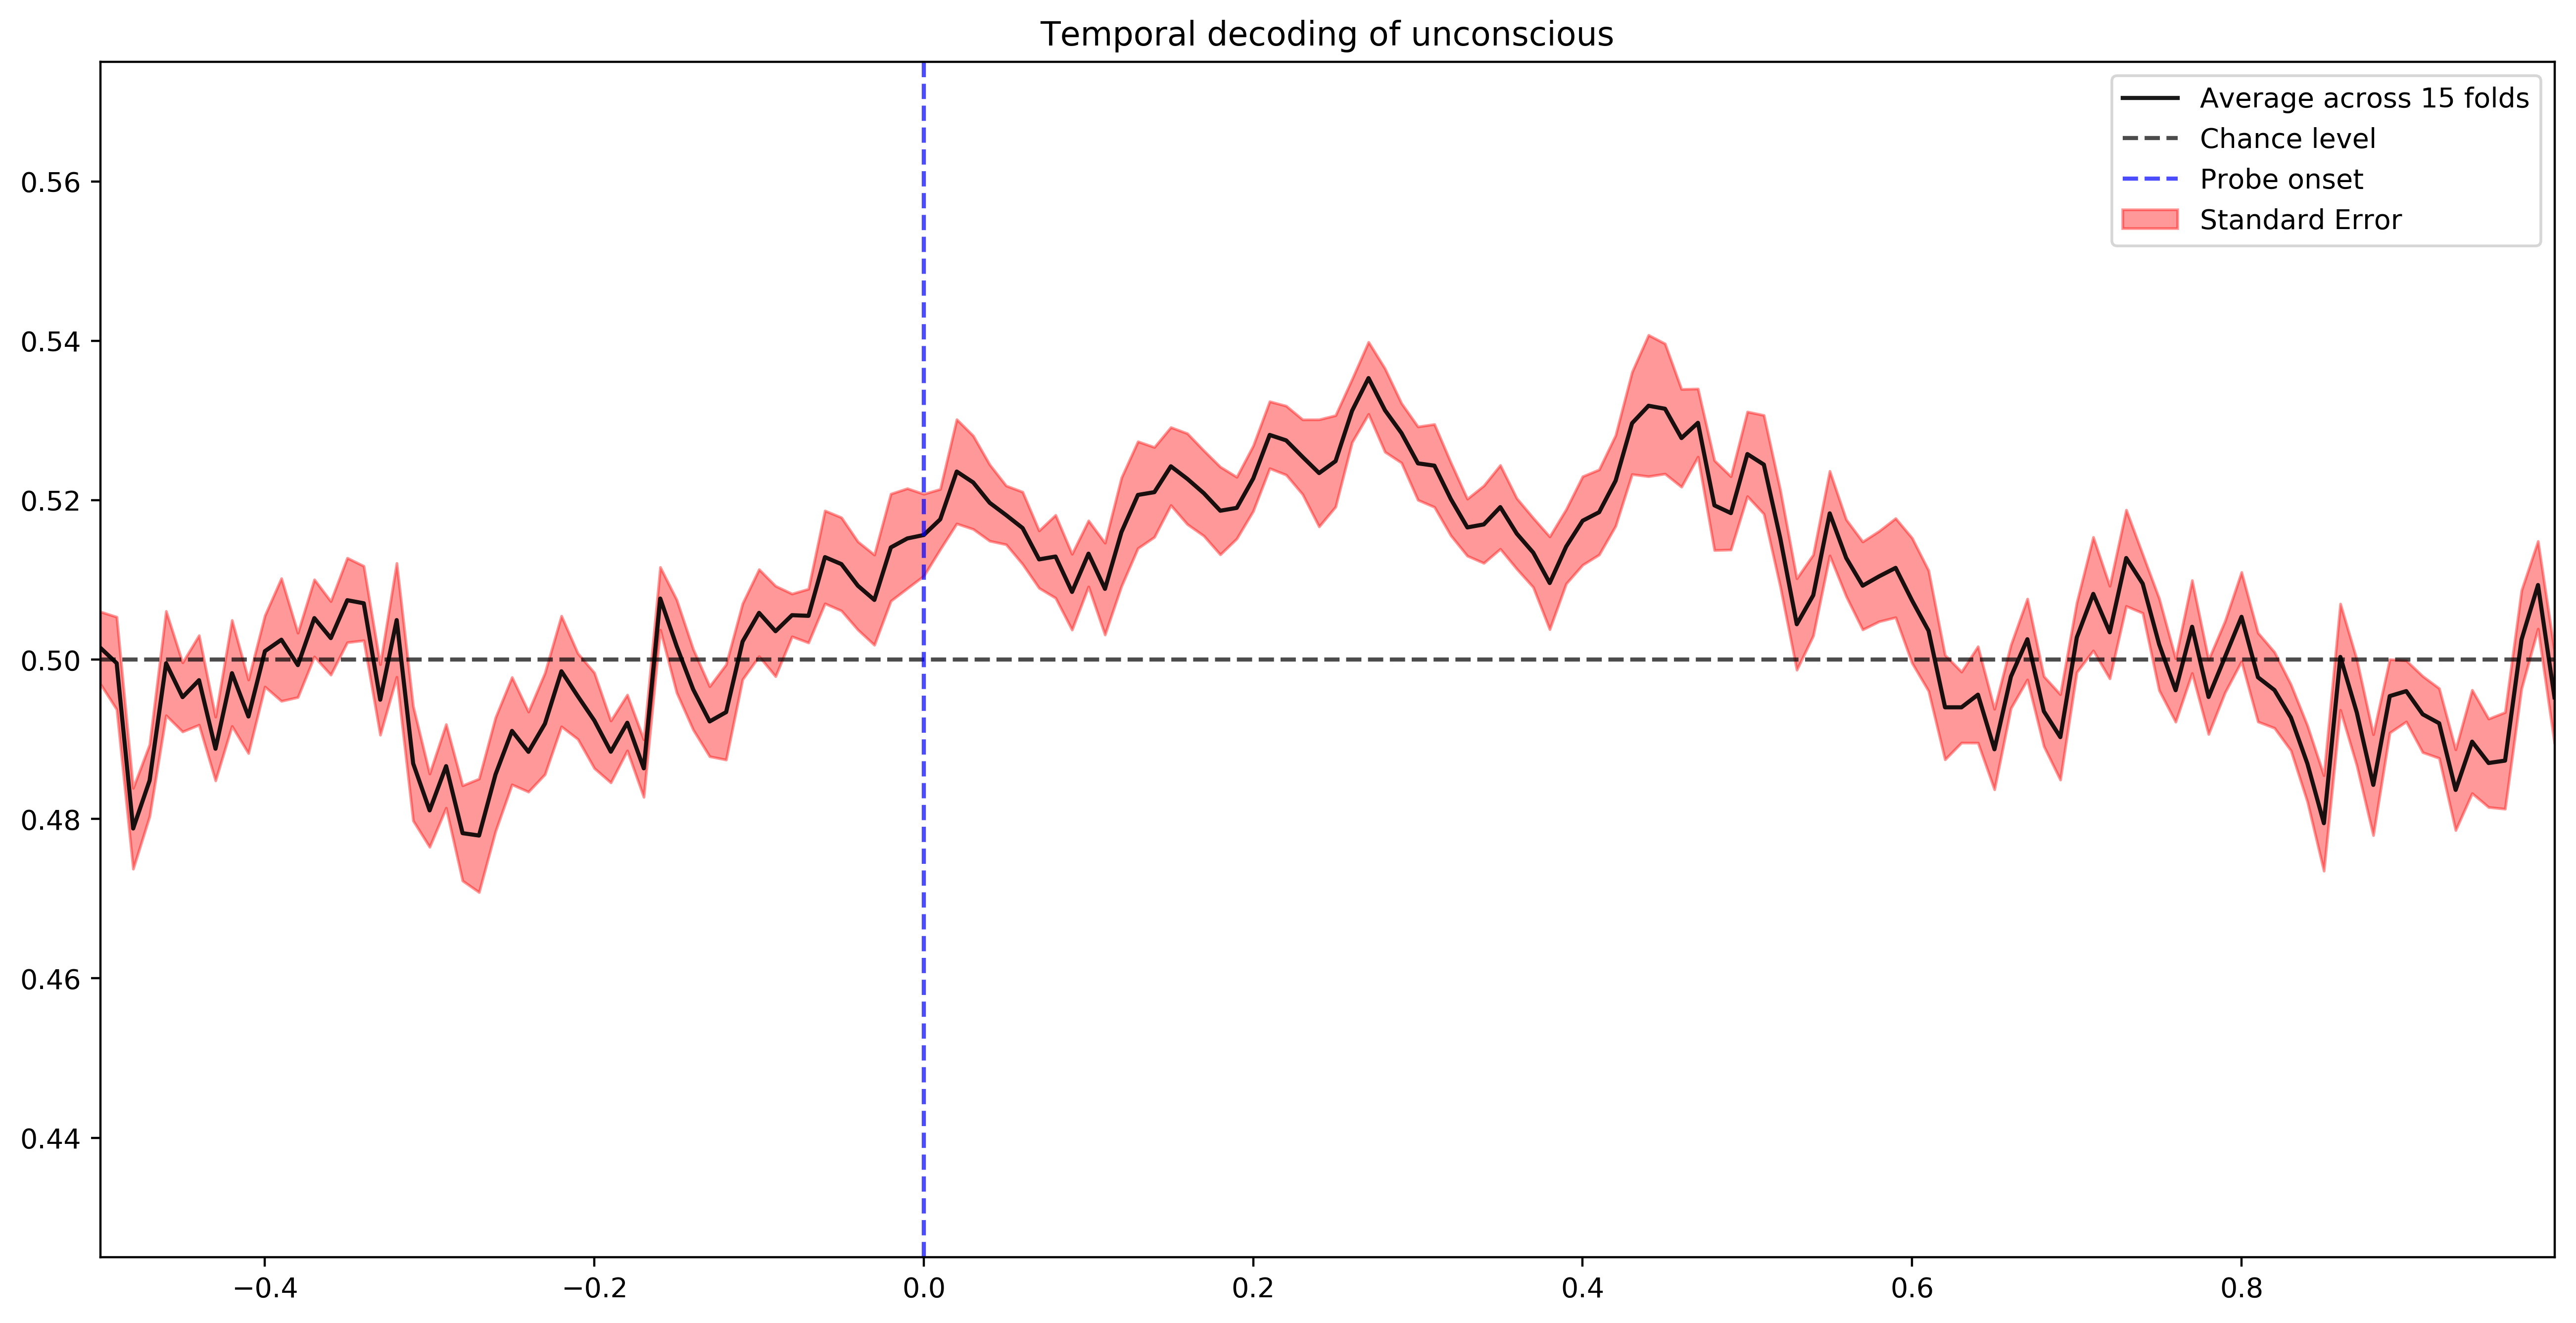 Temporal decoding of unconscious
Average across 15 folds
Chance level
Probe onset
Standard Error
0.56
0.54
0.52
0.50
0.48
0.46
0.44
−0.4
−0.2
0.0
0.2
0.4
0.6
0.8